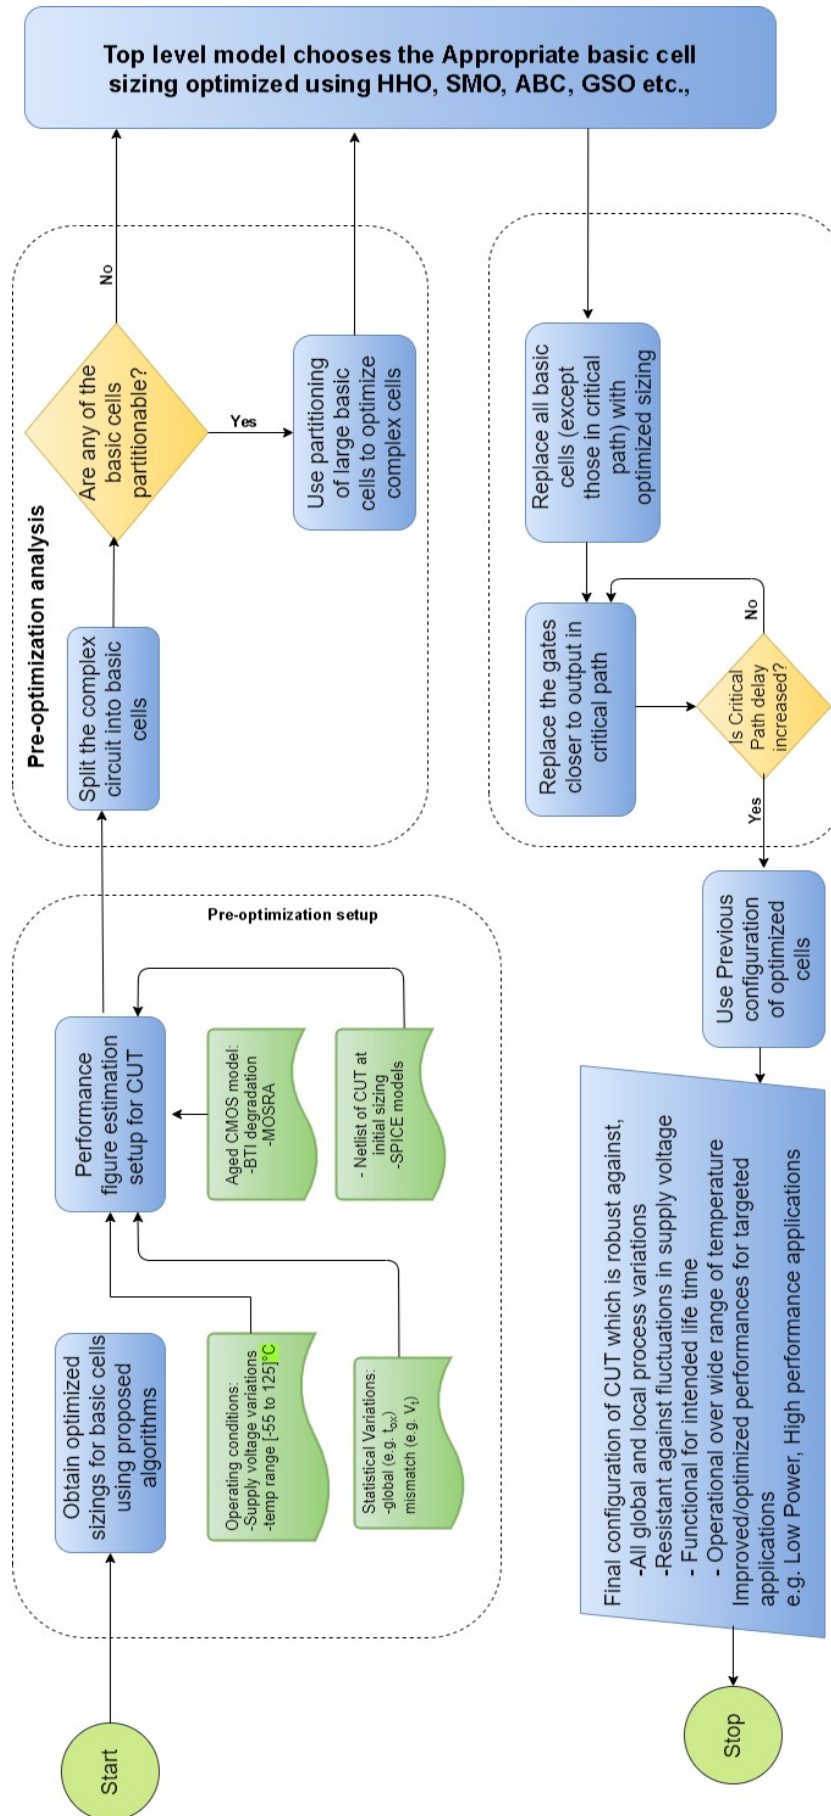 Start
Obtain optimized
sizings for basic cells
using proposed
algorithms
Operating conditions:
-Supply voltage variations
-temp range [-55 to 125]°C
Statistical Variations:
-global (e.g. tox)
mismatch (e.g. Vt)
Performance
figure estimation
setup for CUT
Aged CMOS model:
-BTI degradation
-MOSRA
- Netlist of CUT at
initial sizing
-SPICE models
Pre-optimization setup
Pre-optimization analysis
Split the complex
circuit into basic
cells
Are any of the
basic cells
partitionable?
No
Yes
Use partitioning
of large basic
cells to optimize
complex cells
Top level model chooses the Appropriate basic cell
sizing optimized using HHO, SMO, ABC, GSO etc.,
Replace all basic
cells (except
those in critical
path) with
optimized sizing
Replace the gates
closer to output in
critical path
Is Critical
Path delay
increased?
No
Yes
Use Previous
configuration
of optimized
cells
Final configuration of CUT which is robust against,
-All global and local process variations
-Resistant against fluctuations in supply voltage
- Functional for intended life time
- Operational over wide range of temperature
Improved/optimized performances for targeted
applications
e.g. Low Power, High performance applications
Stop